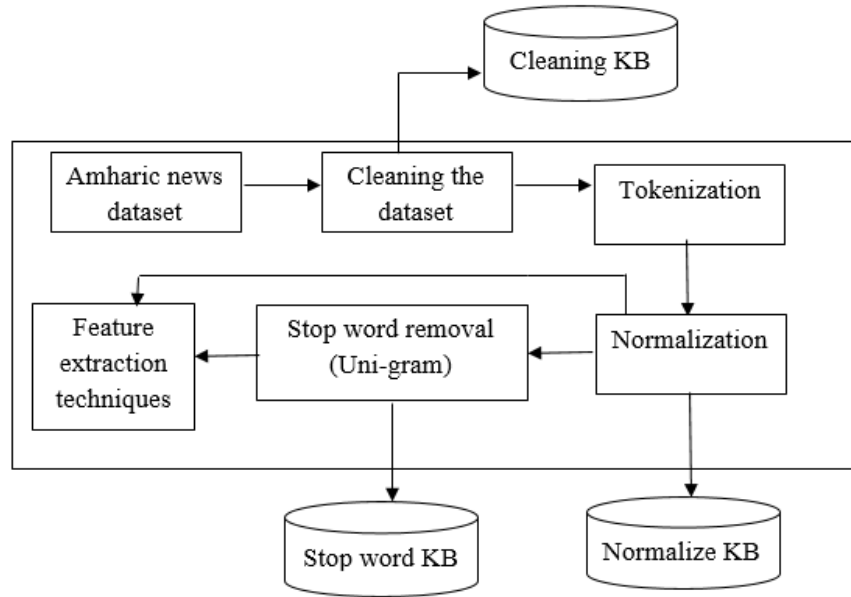 Cleaning KB
Amharic news
dataset
Cleaning the
dataset
Tokenization
Feature
extraction
techniques
Stop word removal
(Uni-gram)
Normalization
Stop word KB
Normalize KB